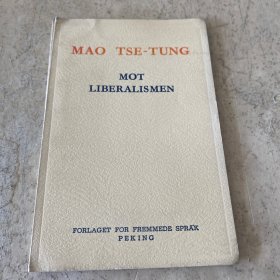 MAO TSE-TUNG
MOT
LIBERALISMEN
FORLAGET FOR FREMMEDE SPRÅK
PEKING